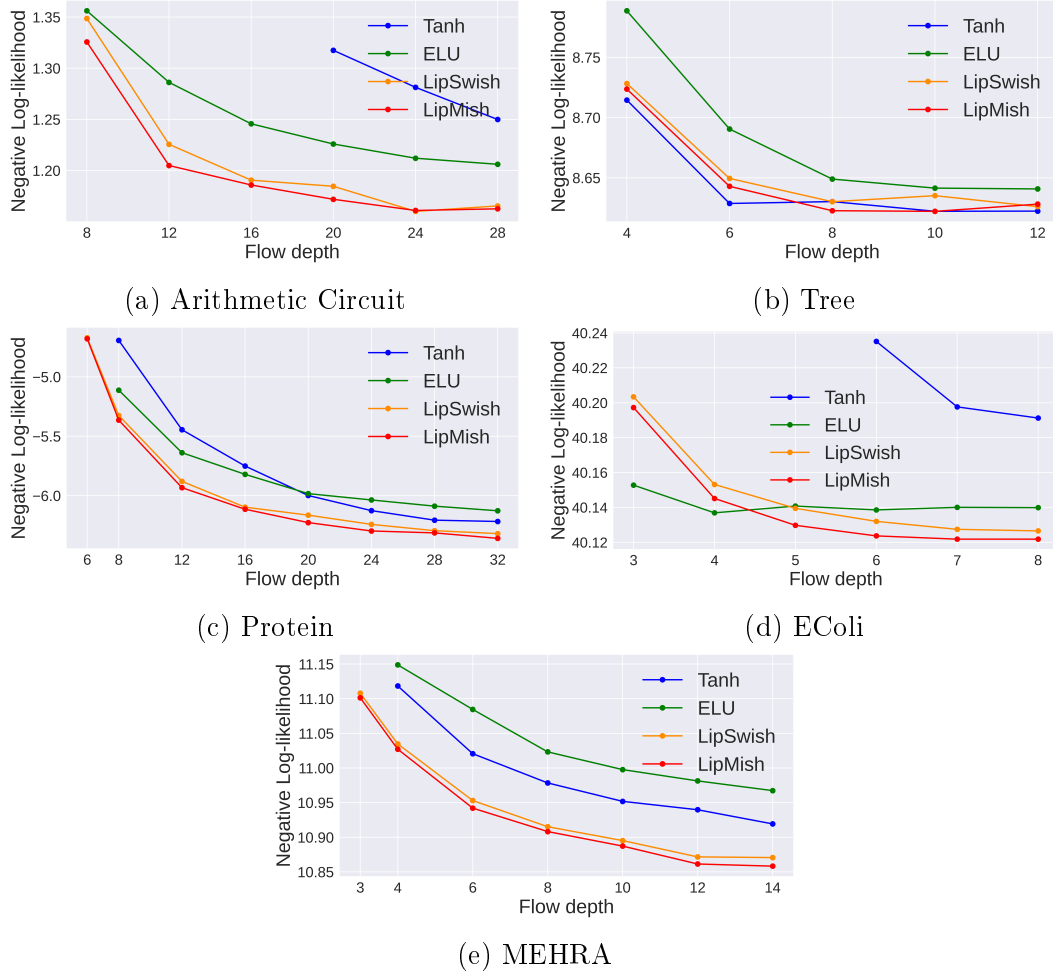 Negative Log-likelihood
1.35
1.30
1.25
1.20
Tanh
ELU
LipSwish
LipMish
8 12 16 20 24 28
Flow depth
(a) Arithmetic Circuit
Negative Log-likelihood
8.75
8.70
8.65
Tanh
ELU
LipSwish
LipMish
4 6 8 10 12
Flow depth
(b) Tree
Negative Log-likelihood
−5.0
−5.5
−6.0
Tanh
ELU
LipSwish
LipMish
6 8 12 16 20 24 28 32
Flow depth
(c) Protein
Negative Log-likelihood
40.24
40.22
40.20
40.18
40.16
40.14
40.12
Tanh
ELU
LipSwish
LipMish
3 4 5 6 7 8
Flow depth
(d) EColi
Negative Log-likelihood
11.15
11.10
11.05
11.00
10.95
10.90
10.85
Tanh
ELU
LipSwish
LipMish
3 4 6 8 10 12 14
Flow depth
(e) MEHRA